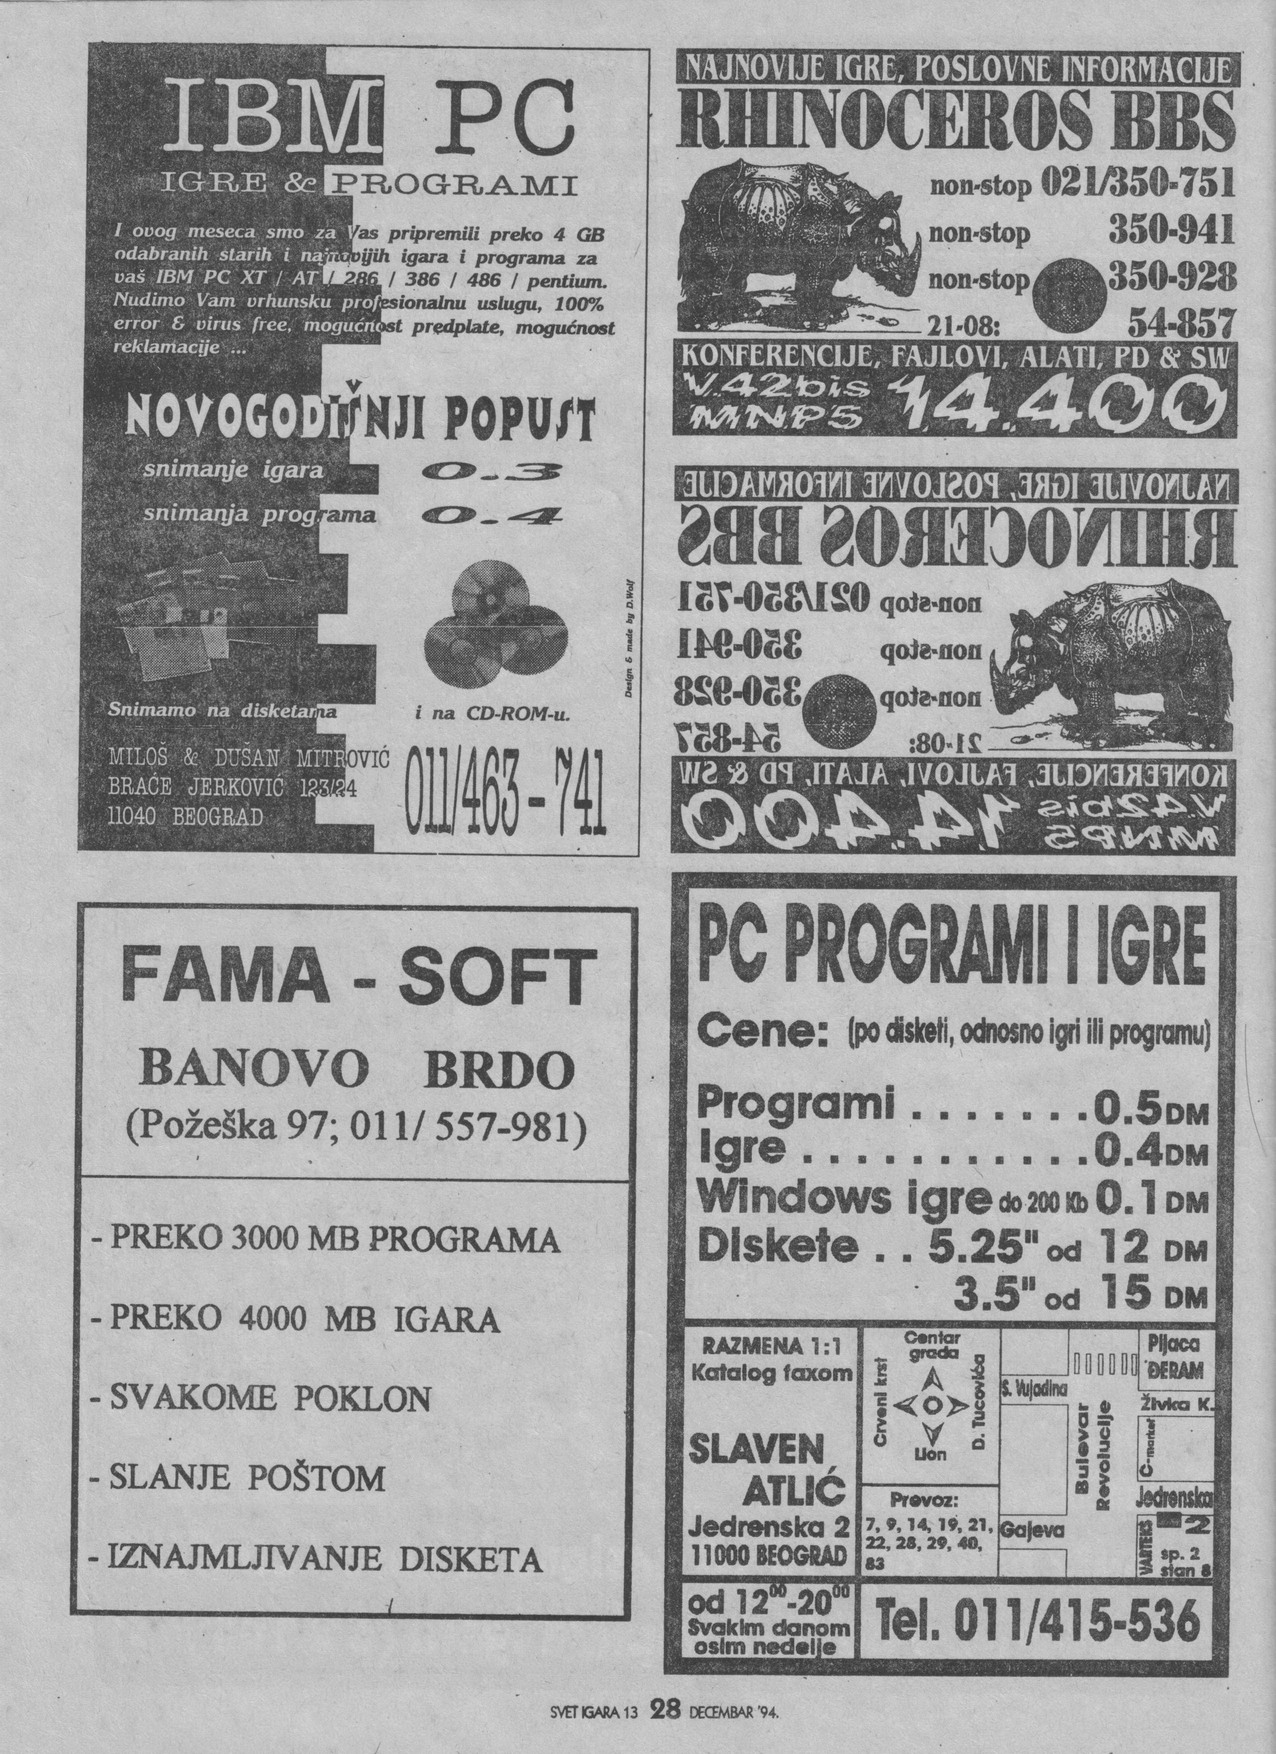 IBM PC
IGRE & PROGRAMI
I ovog meseca smo za Vas pripremili preko 4 GB
odabranih starih i najnovijih igara i programa za
vaš IBM PC XT / AT / 286 / 386 / 486 / pentium.
Nudimo Vam vrhunsku profesionalnu uslugu, 100%
error & virus free, mogućnost predplate, mogućnost
reklamacije ...
NOVOGODIŠNJI POPUST
snimanje igara 0.3
snimanja programa 0.4
Design & made by D.Wolf
Snimamo na disketama i na CD-ROM-u.
MILOŠ & DUŠAN MITROVIĆ
BRAĆE JERKOVIĆ 123/24
11040 BEOGRAD
011/463-741
NAJNOVIJE IGRE, POSLOVNE INFORMACIJE
RHINOCEROS BBS
non-stop 021/350-751
non-stop 350-941
non-stop 350-928
21-08: 54-857
KONFERENCIJE, FAJLOVI, ALATI, PD & SW
V.42bis
MNP5
14.400
NAJNOVIJE IGRE, POSLOVNE INFORMACIJE
RHINOCEROS BBS
non-stop 021/350-751
non-stop 350-941
non-stop 350-928
21-08: 54-857
KONFERENCIJE, FAJLOVI, ALATI, PD & SW
V.42bis
MNP5
14.400
FAMA - SOFT
BANOVO BRDO
(Požeška 97; 011/ 557-981)
- PREKO 3000 MB PROGRAMA
- PREKO 4000 MB IGARA
- SVAKOME POKLON
- SLANJE POŠTOM
- IZNAJMLJIVANJE DISKETA
PC PROGRAMI I IGRE
Cene: (po disketi, odnosno igri ili programu)
Programi . . . . . . . 0.5 DM
Igre . . . . . . . . . . . 0.4 DM
Windows igre do 200 Kb 0.1 DM
Diskete . . 5.25" od 12 DM
3.5" od 15 DM
RAZMENA 1:1
Katalog faxom
SLAVEN
ATLIĆ
Jedrenska 2
11000 BEOGRAD
Centar
grada
Crveni krst
D. Tucovića
Lion
Prevoz:
7, 9, 14, 19, 21,
22, 28, 29, 40,
83
Pijaca
ĐERAM
S. Vujadina
Živka K.
Bulevar
Revolucije
C-market
Jedrenska
Gajeva
VARTEKS
2
sp. 2
stan 8
od 12⁰⁰-20⁰⁰
Svakim danom
osim nedelje
Tel. 011/415-536
SVET IGARA 13 28 DECEMBAR '94.